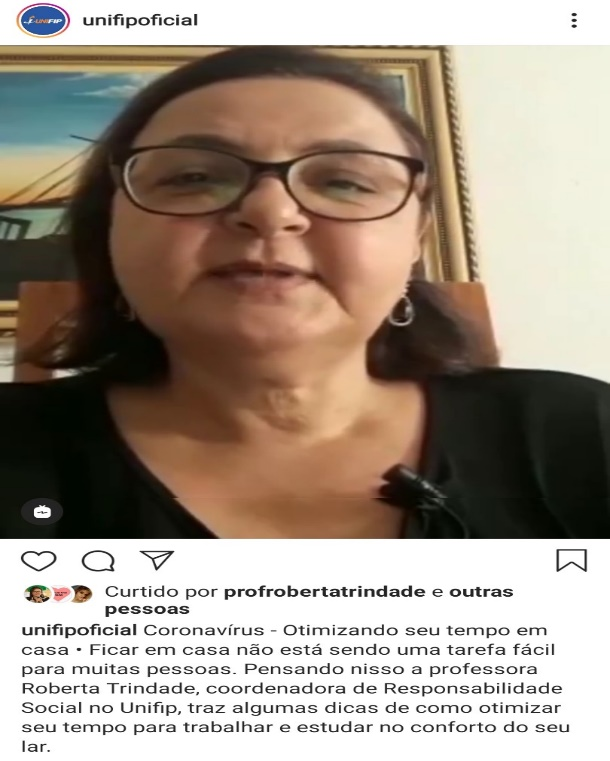 unifipoficial
UNIFIP
Curtido por profrobertatrindade e outras
pessoas
unifipoficial Coronavírus - Otimizando seu tempo em
casa • Ficar em casa não está sendo uma tarefa fácil
para muitas pessoas. Pensando nisso a professora
Roberta Trindade, coordenadora de Responsabilidade
Social no Unifip, traz algumas dicas de como otimizar
seu tempo para trabalhar e estudar no conforto do seu
lar.